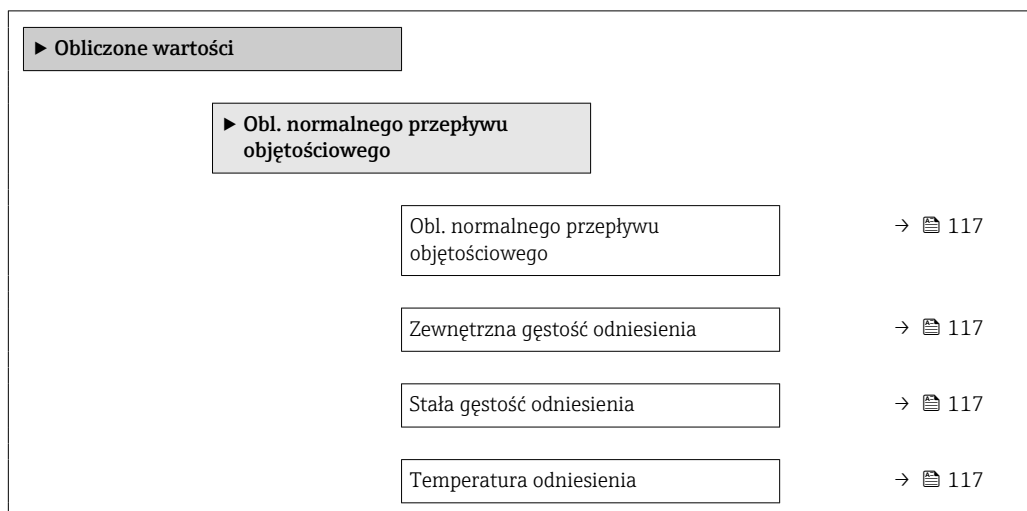 ► Obliczone wartości
► Obl. normalnego przepływu
objętościowego
Obl. normalnego przepływu → 117
objętościowego
Zewnętrzna gęstość odniesienia → 117
Stała gęstość odniesienia → 117
Temperatura odniesienia → 117